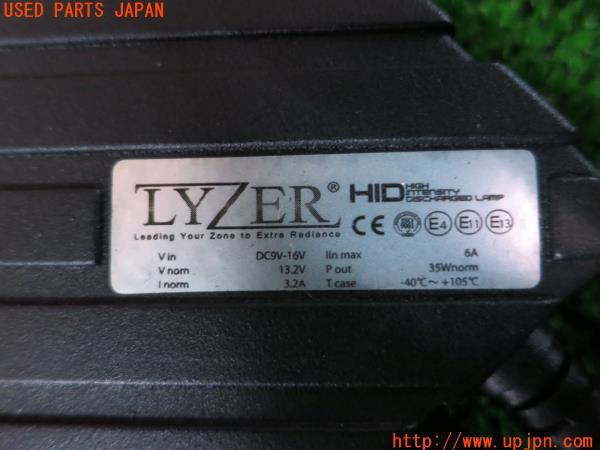 USED PARTS JAPAN
LYZER® HID HIGH INTENSITY DISCHARGED LAMP
Leading Your Zone to Extra Radiance
CE E4 E11 E13
V in DC9V-16V Iin max 6A
V norm 13.2V P out 35Wnorm
I norm 3.2A T case -40℃～+105℃
http://www.upjpn.com/